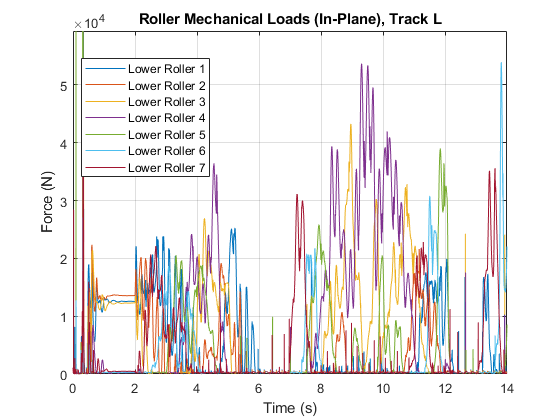 Roller Mechanical Loads (In-Plane), Track L
×10⁴
Force (N)
5
4
3
2
1
0
Lower Roller 1
Lower Roller 2
Lower Roller 3
Lower Roller 4
Lower Roller 5
Lower Roller 6
Lower Roller 7
0 2 4 6 8 10 12 14
Time (s)